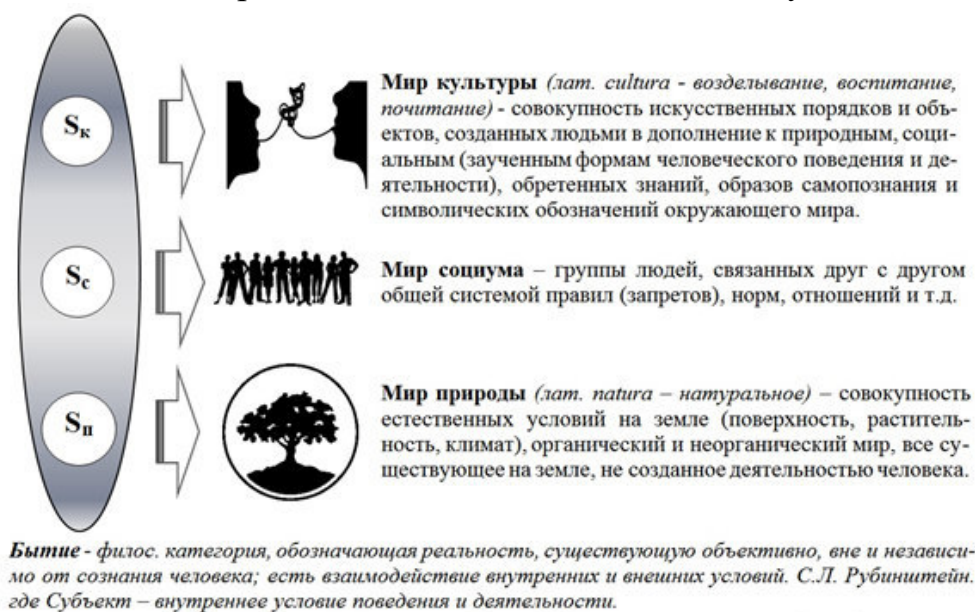 Sк
Мир культуры (лат. cultura - возделывание, воспитание,
почитание) - совокупность искусственных порядков и объ-
ектов, созданных людьми в дополнение к природным, соци-
альным (заученным формам человеческого поведения и де-
ятельности), обретенных знаний, образов самопознания и
символических обозначений окружающего мира.
Sс
Мир социума – группы людей, связанных друг с другом
общей системой правил (запретов), норм, отношений и т.д.
Sп
Мир природы (лат. natura – натуральное) – совокупность
естественных условий на земле (поверхность, раститель-
ность, климат), органический и неорганический мир, все су-
ществующее на земле, не созданное деятельностью человека.
Бытие - филос. категория, обозначающая реальность, существующую объективно, вне и независи-
мо от сознания человека; есть взаимодействие внутренних и внешних условий. С.Л. Рубинштейн.
где Субъект – внутреннее условие поведения и деятельности.